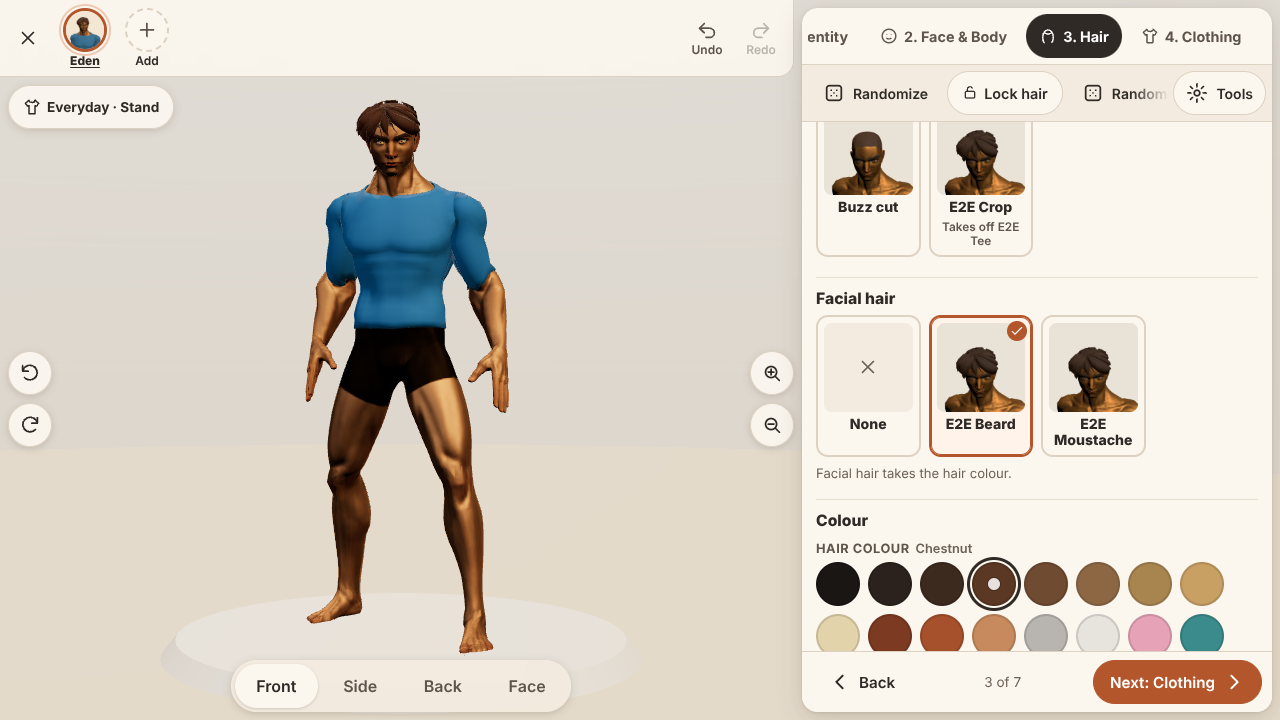 Eden
Add
Undo
Redo
Everyday · Stand
Front
Side
Back
Face
entity
2. Face & Body
3. Hair
4. Clothing
Randomize
Lock hair
Random
Tools
Buzz cut
E2E Crop
Takes off E2E
Tee
Facial hair
None
E2E Beard
E2E
Moustache
Facial hair takes the hair colour.
Colour
HAIR COLOUR Chestnut
Back
3 of 7
Next: Clothing